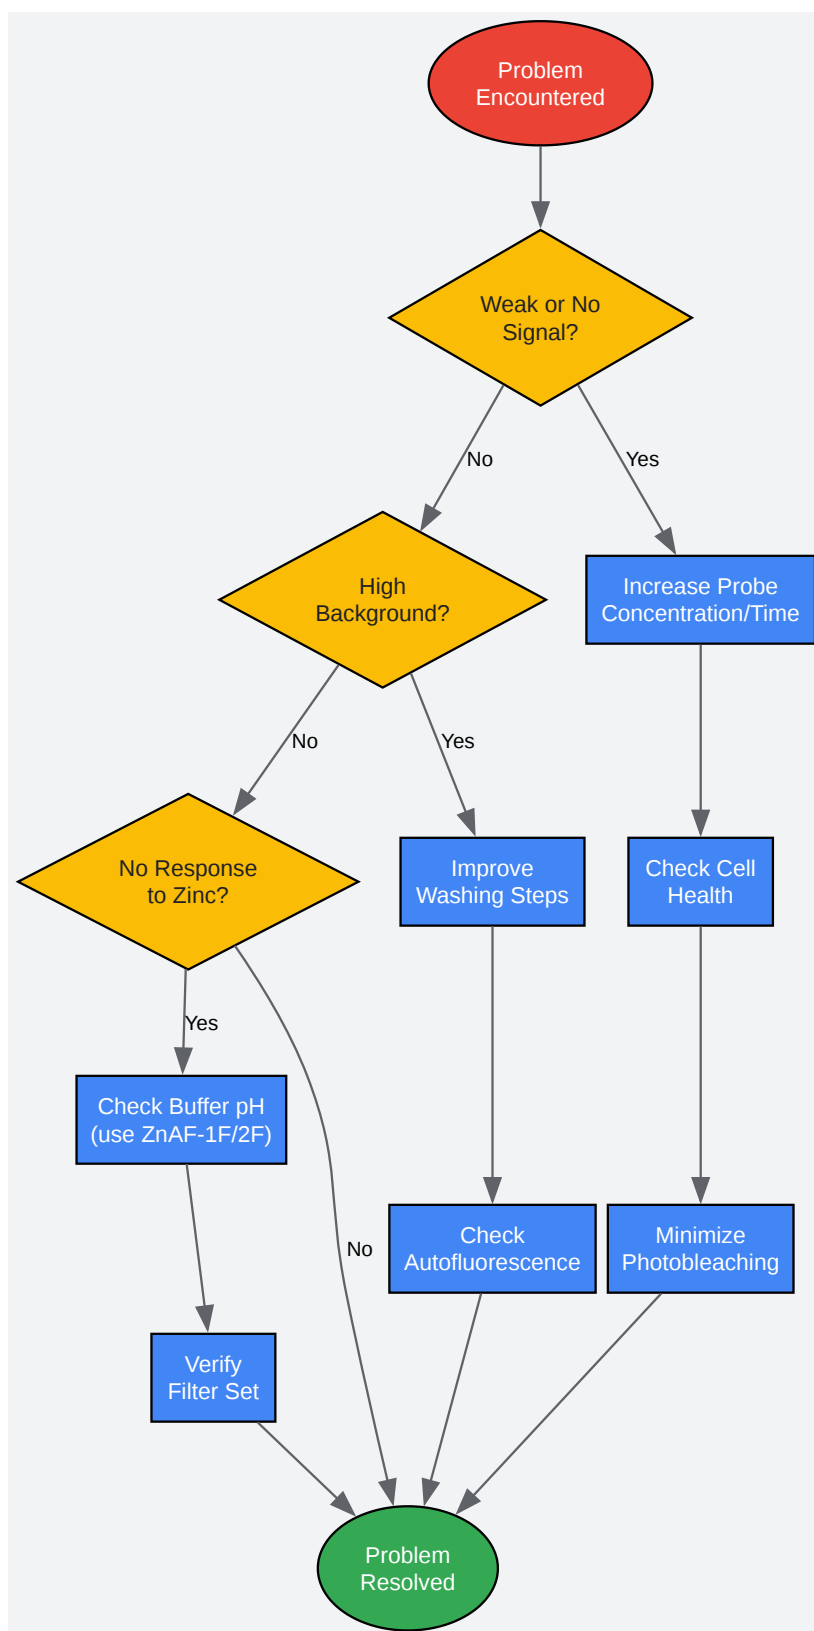 Problem
Encountered
Weak or No
Signal?
No
Yes
High
Background?
Increase Probe
Concentration/Time
No
Yes
No Response
to Zinc?
Improve
Washing Steps
Check Cell
Health
Yes
Check Buffer pH
(use ZnAF-1F/2F)
No
Check
Autofluorescence
Minimize
Photobleaching
Verify
Filter Set
Problem
Resolved